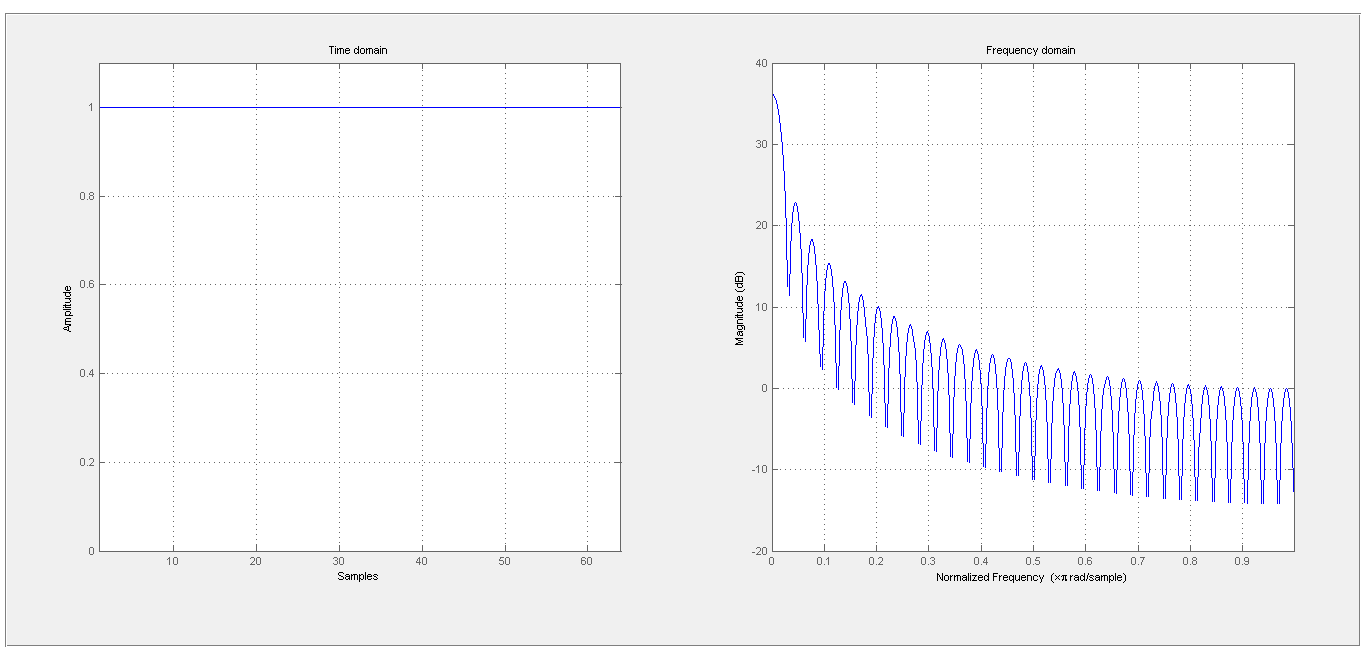 Time domain
Amplitude
1
0.8
0.6
0.4
0.2
0
10 20 30 40 50 60
Samples
Frequency domain
Magnitude (dB)
40
30
20
10
0
-10
-20
0 0.1 0.2 0.3 0.4 0.5 0.6 0.7 0.8 0.9
Normalized Frequency (×π rad/sample)